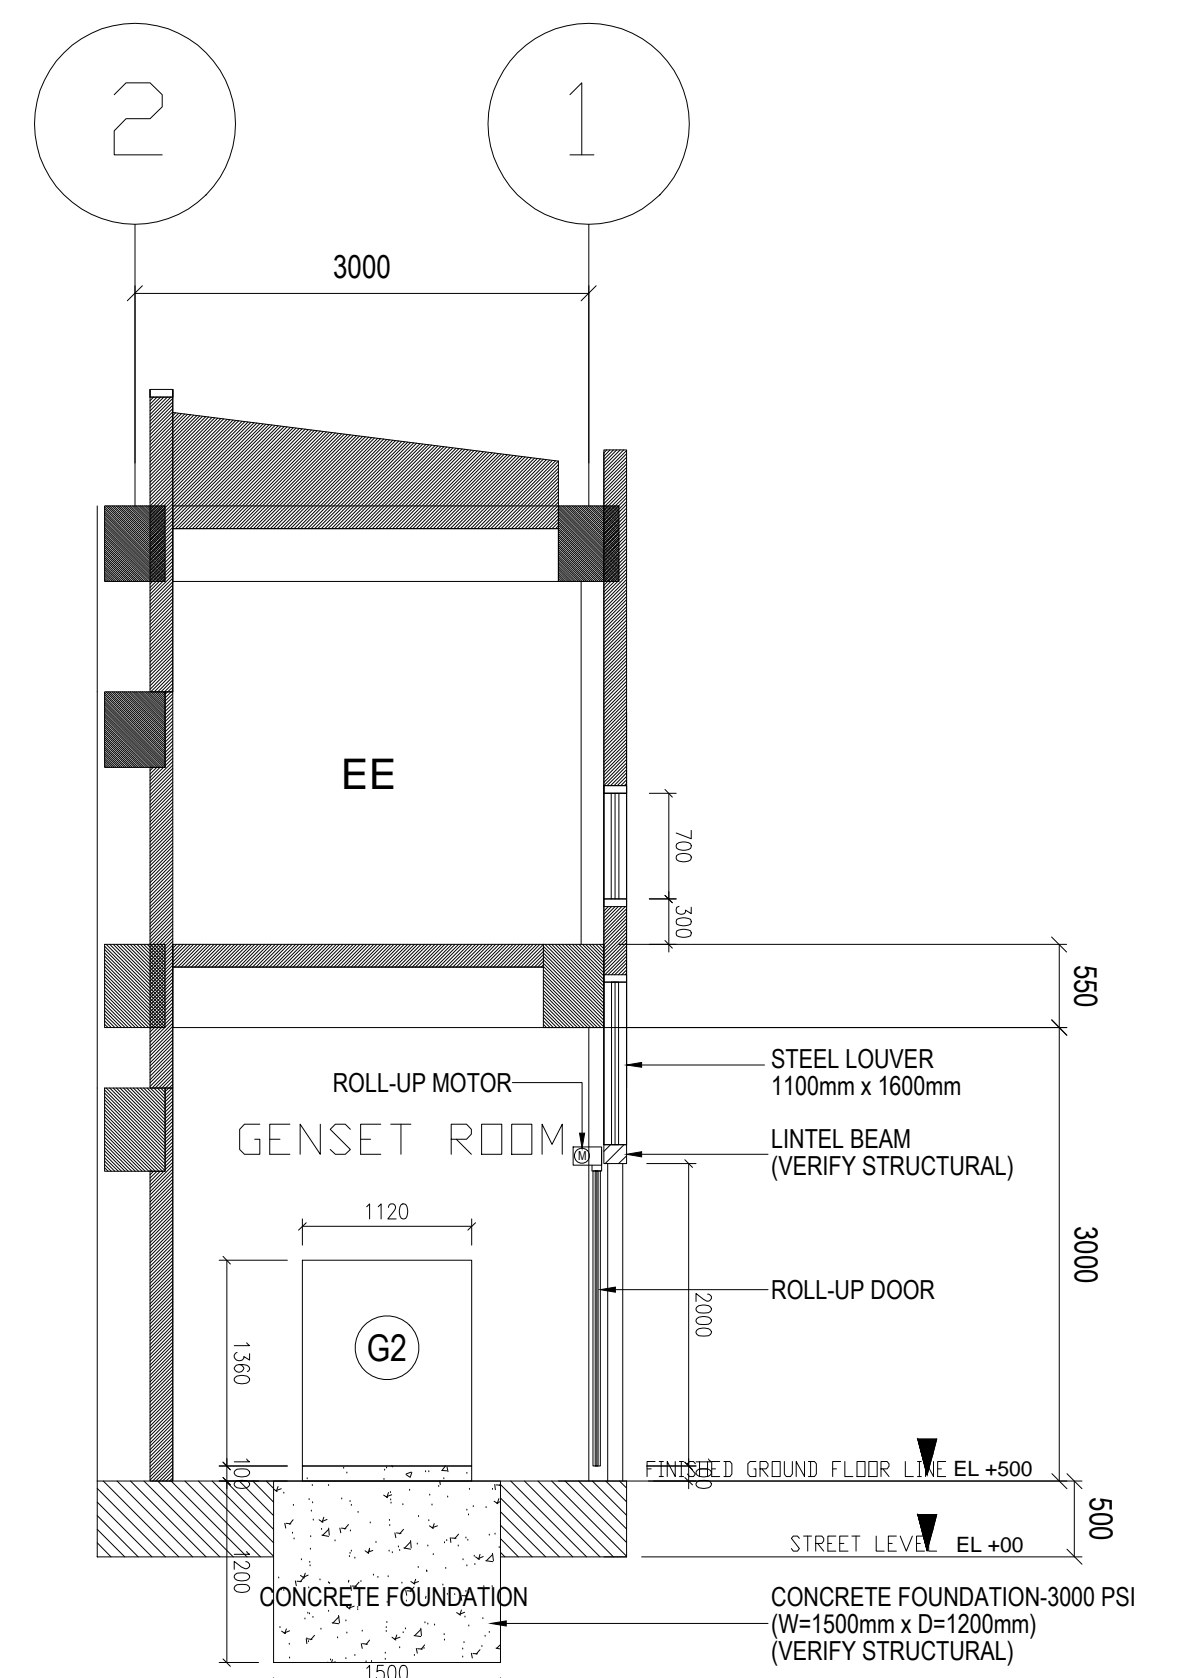 2
1
3000
EE
700
300
550
STEEL LOUVER
1100mm x 1600mm
ROLL-UP MOTOR
GENSET ROOM
M
LINTEL BEAM
(VERIFY STRUCTURAL)
1120
3000
ROLL-UP DOOR
2000
G2
1360
100
FINISHED GROUND FLOOR LINE EL +500
500
STREET LEVEL EL +00
1200
CONCRETE FOUNDATION
CONCRETE FOUNDATION-3000 PSI
(W=1500mm x D=1200mm)
(VERIFY STRUCTURAL)
1500